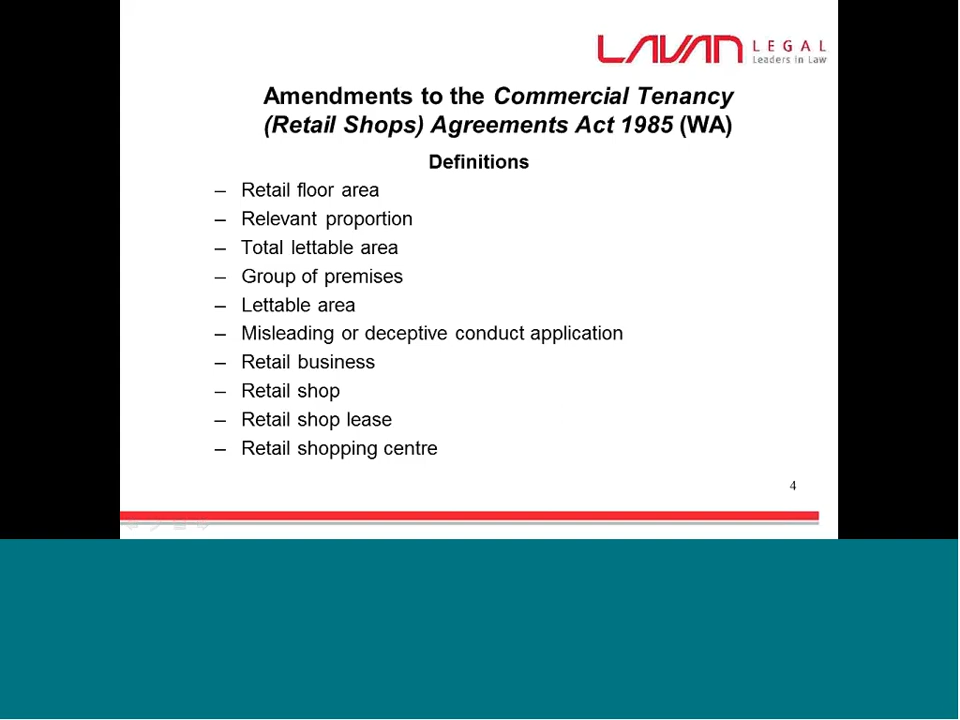 LAVAN LEGAL
Leaders in Law
Amendments to the Commercial Tenancy
(Retail Shops) Agreements Act 1985 (WA)
Definitions
– Retail floor area
– Relevant proportion
– Total lettable area
– Group of premises
– Lettable area
– Misleading or deceptive conduct application
– Retail business
– Retail shop
– Retail shop lease
– Retail shopping centre
4